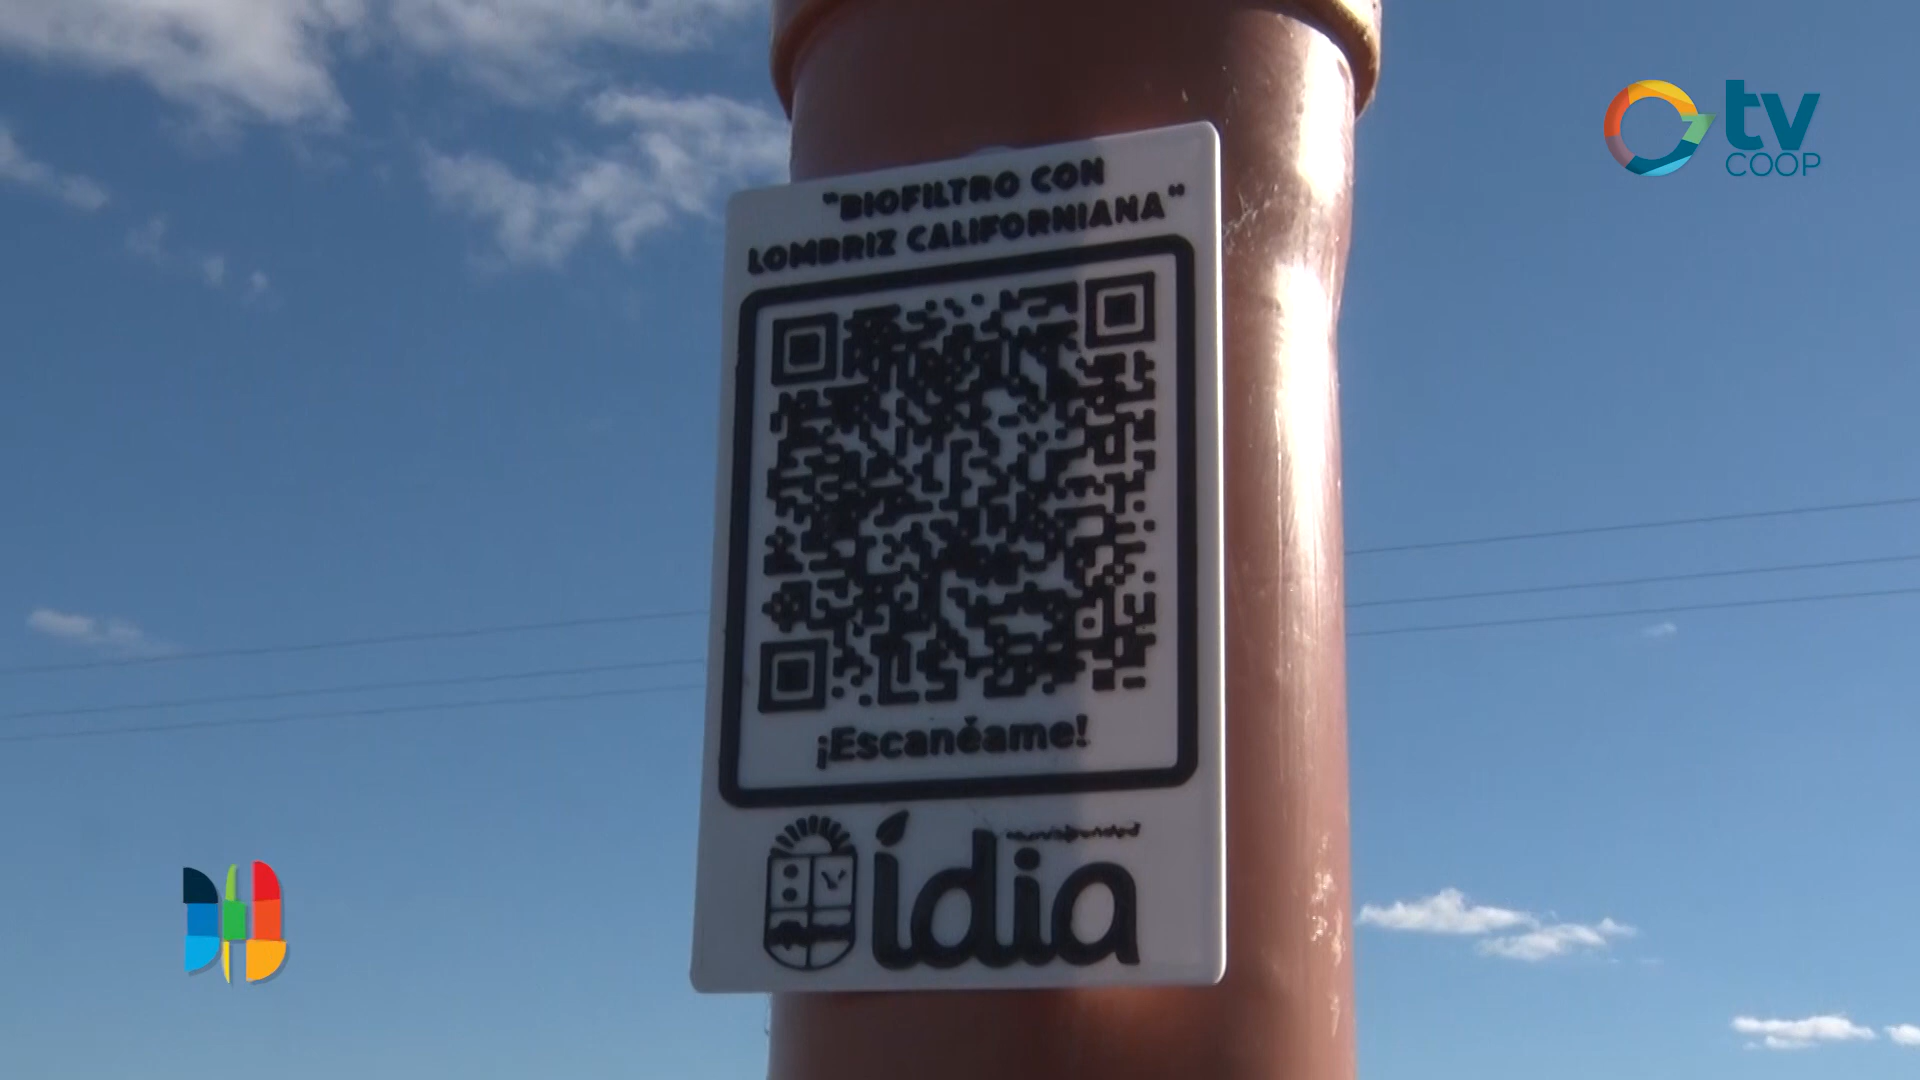 tv
COOP
"BIOFILTRO CON
LOMBRIZ CALIFORNIANA"
¡Escanéame!
idia